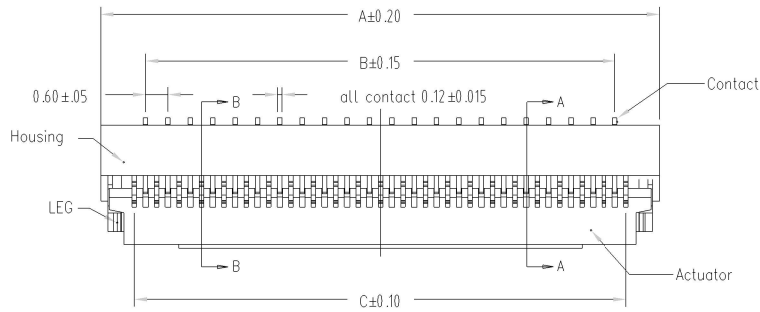 A±0.20
B±0.15
0.60±.05
B
all contact 0.12±0.015
A
Contact
Housing
LEG
B
A
Actuator
C±0.10